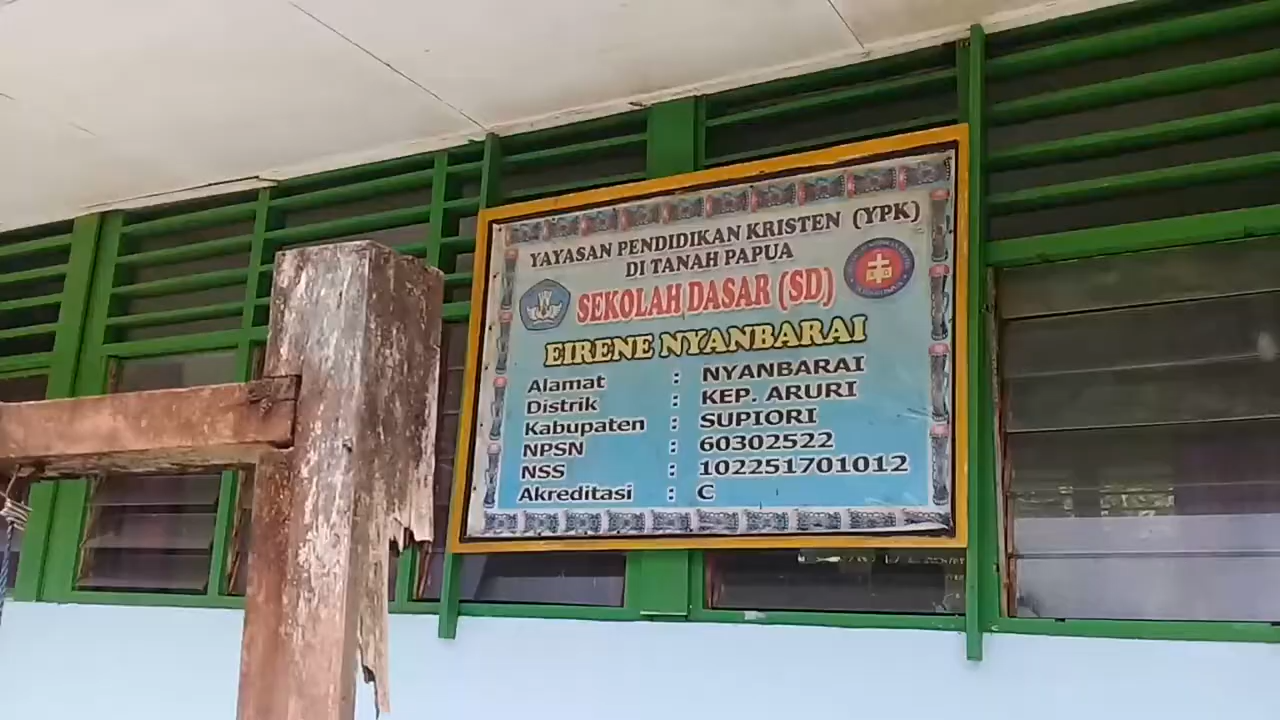 YAYASAN PENDIDIKAN KRISTEN (YPK)
DI TANAH PAPUA
SEKOLAH DASAR (SD)
EIRENE NYANBARAI
Alamat : NYANBARAI
Distrik : KEP. ARURI
Kabupaten : SUPIORI
NPSN : 60302522
NSS : 102251701012
Akreditasi : C